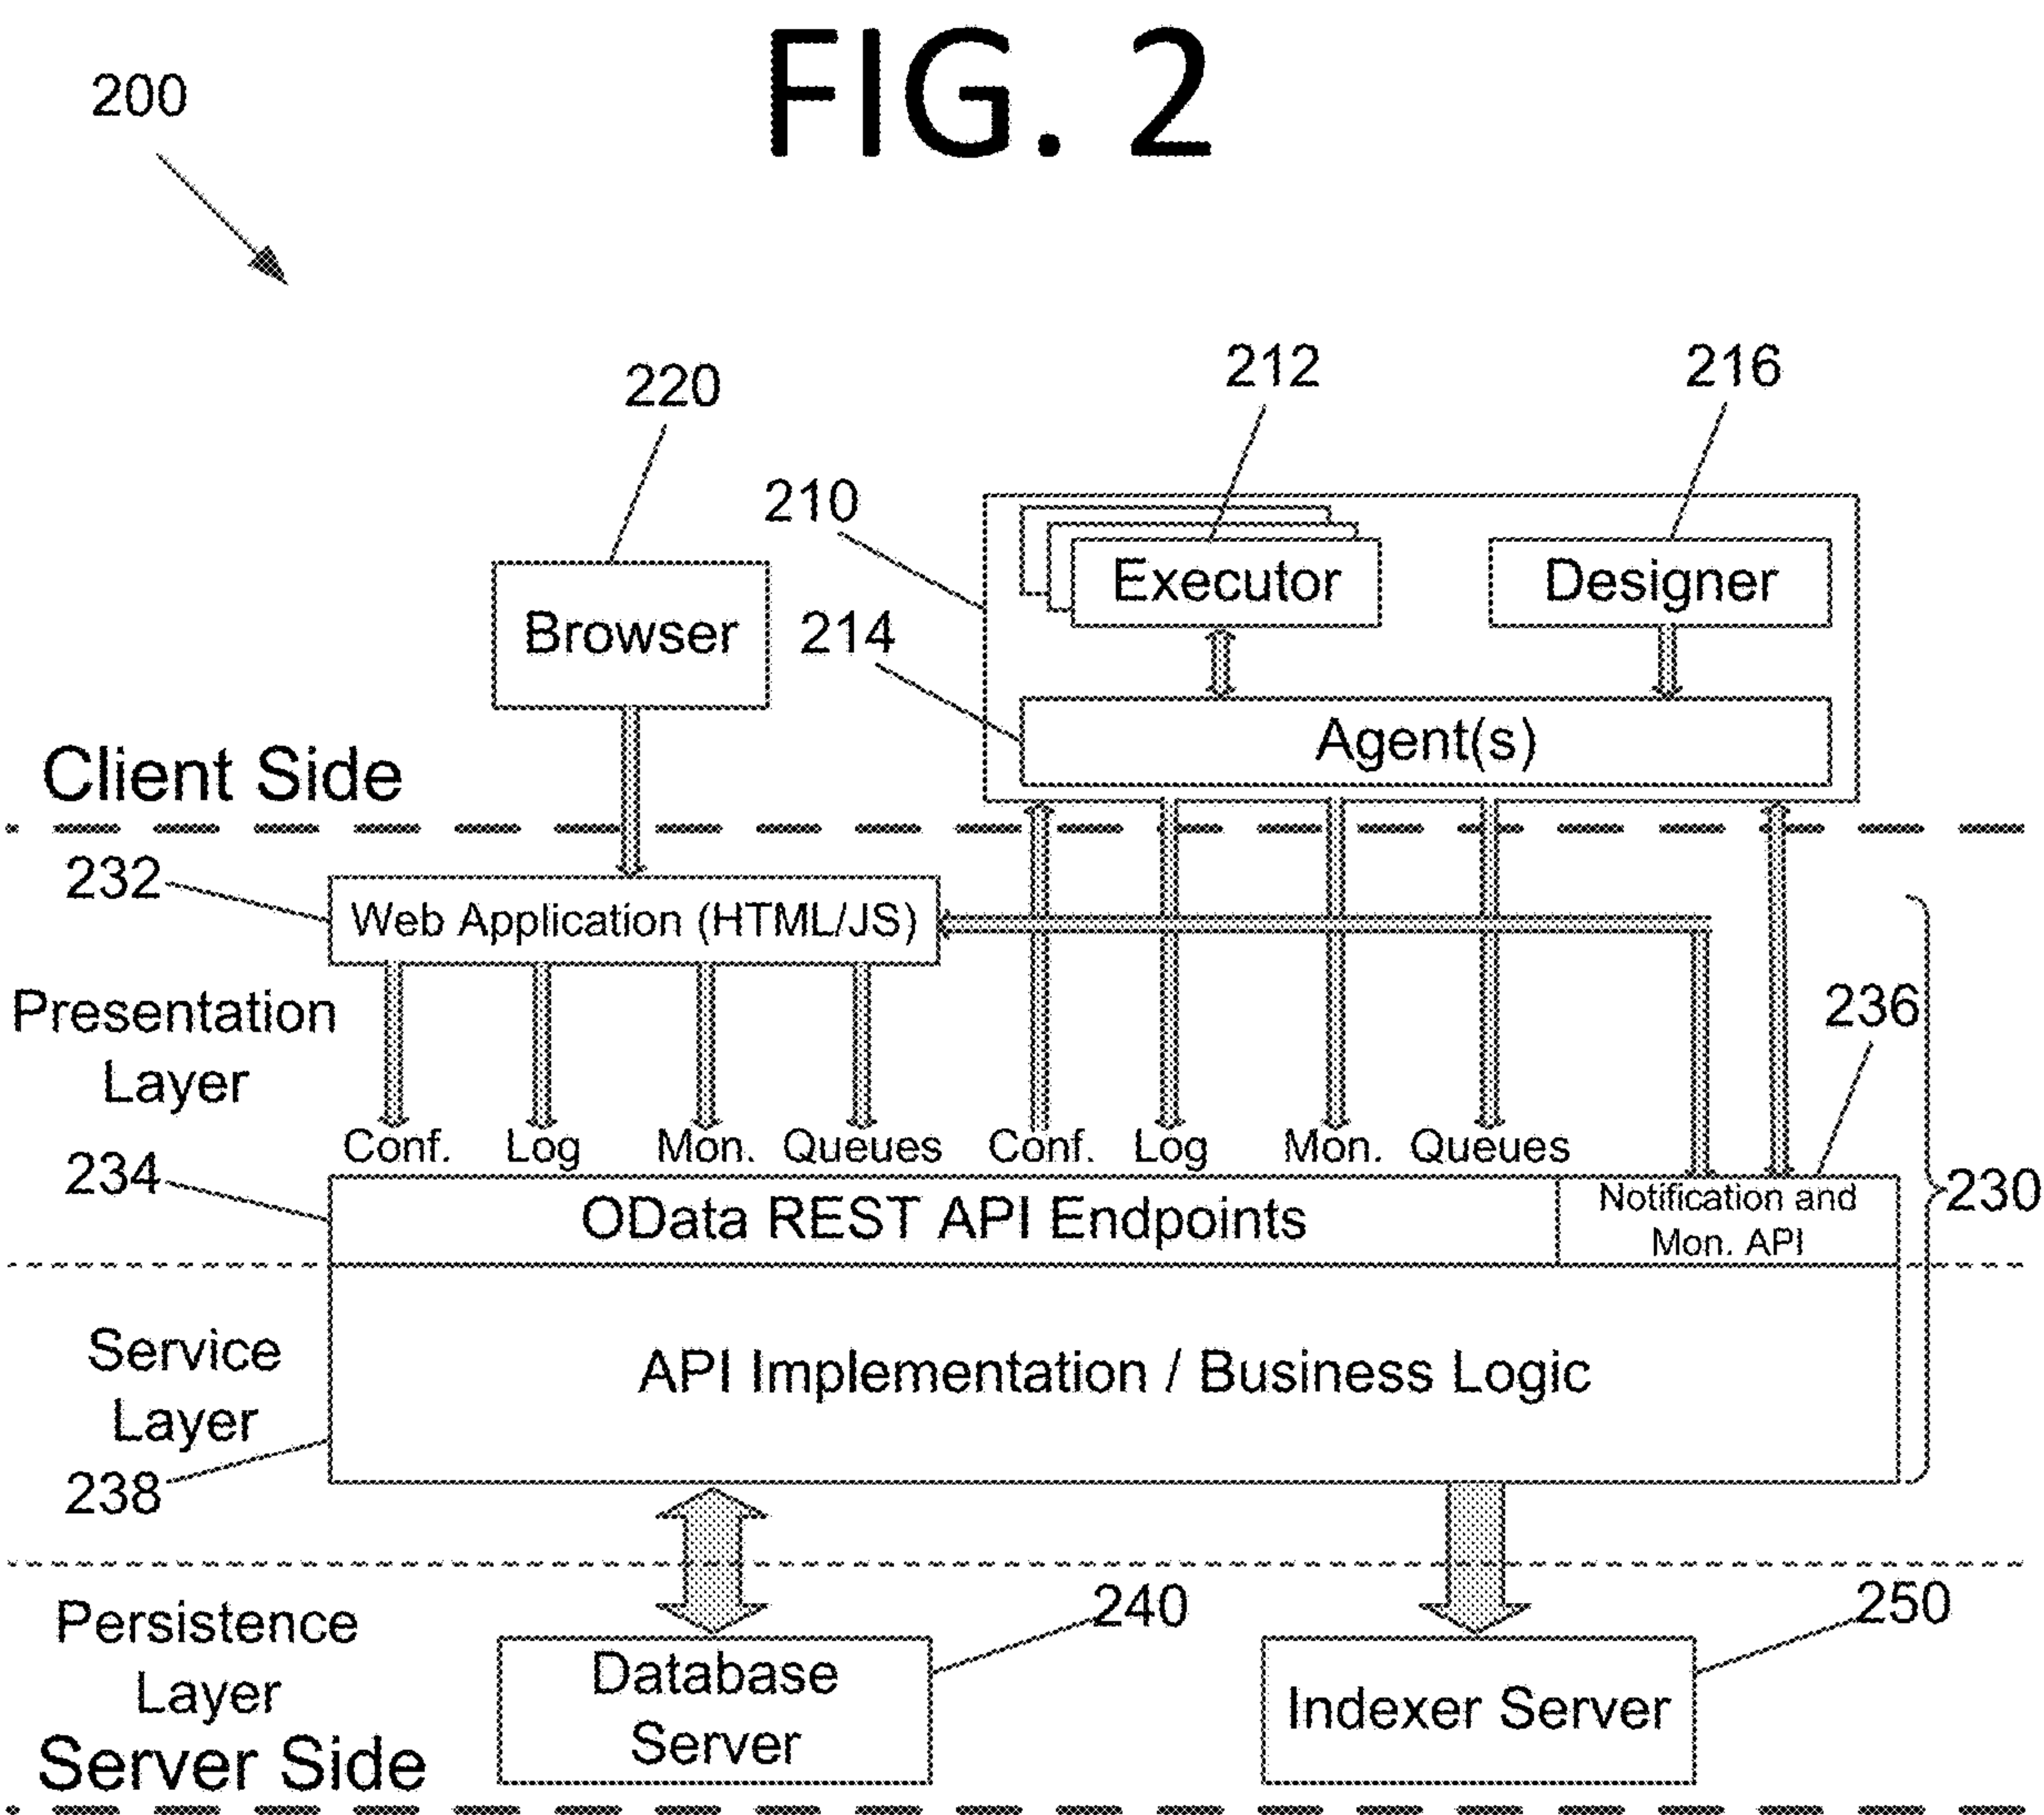 FIG. 2
200
220
212
216
210
Executor
Designer
Browser
214
Agent(s)
Client Side
232
Web Application (HTML/JS)
Presentation
Layer
236
Conf.
Log
Mon.
Queues
Conf.
Log
Mon.
Queues
234
OData REST API Endpoints
Notification and
Mon. API
230
Service
Layer
API Implementation / Business Logic
238
Persistence
Layer
240
250
Database
Server
Indexer Server
Server Side